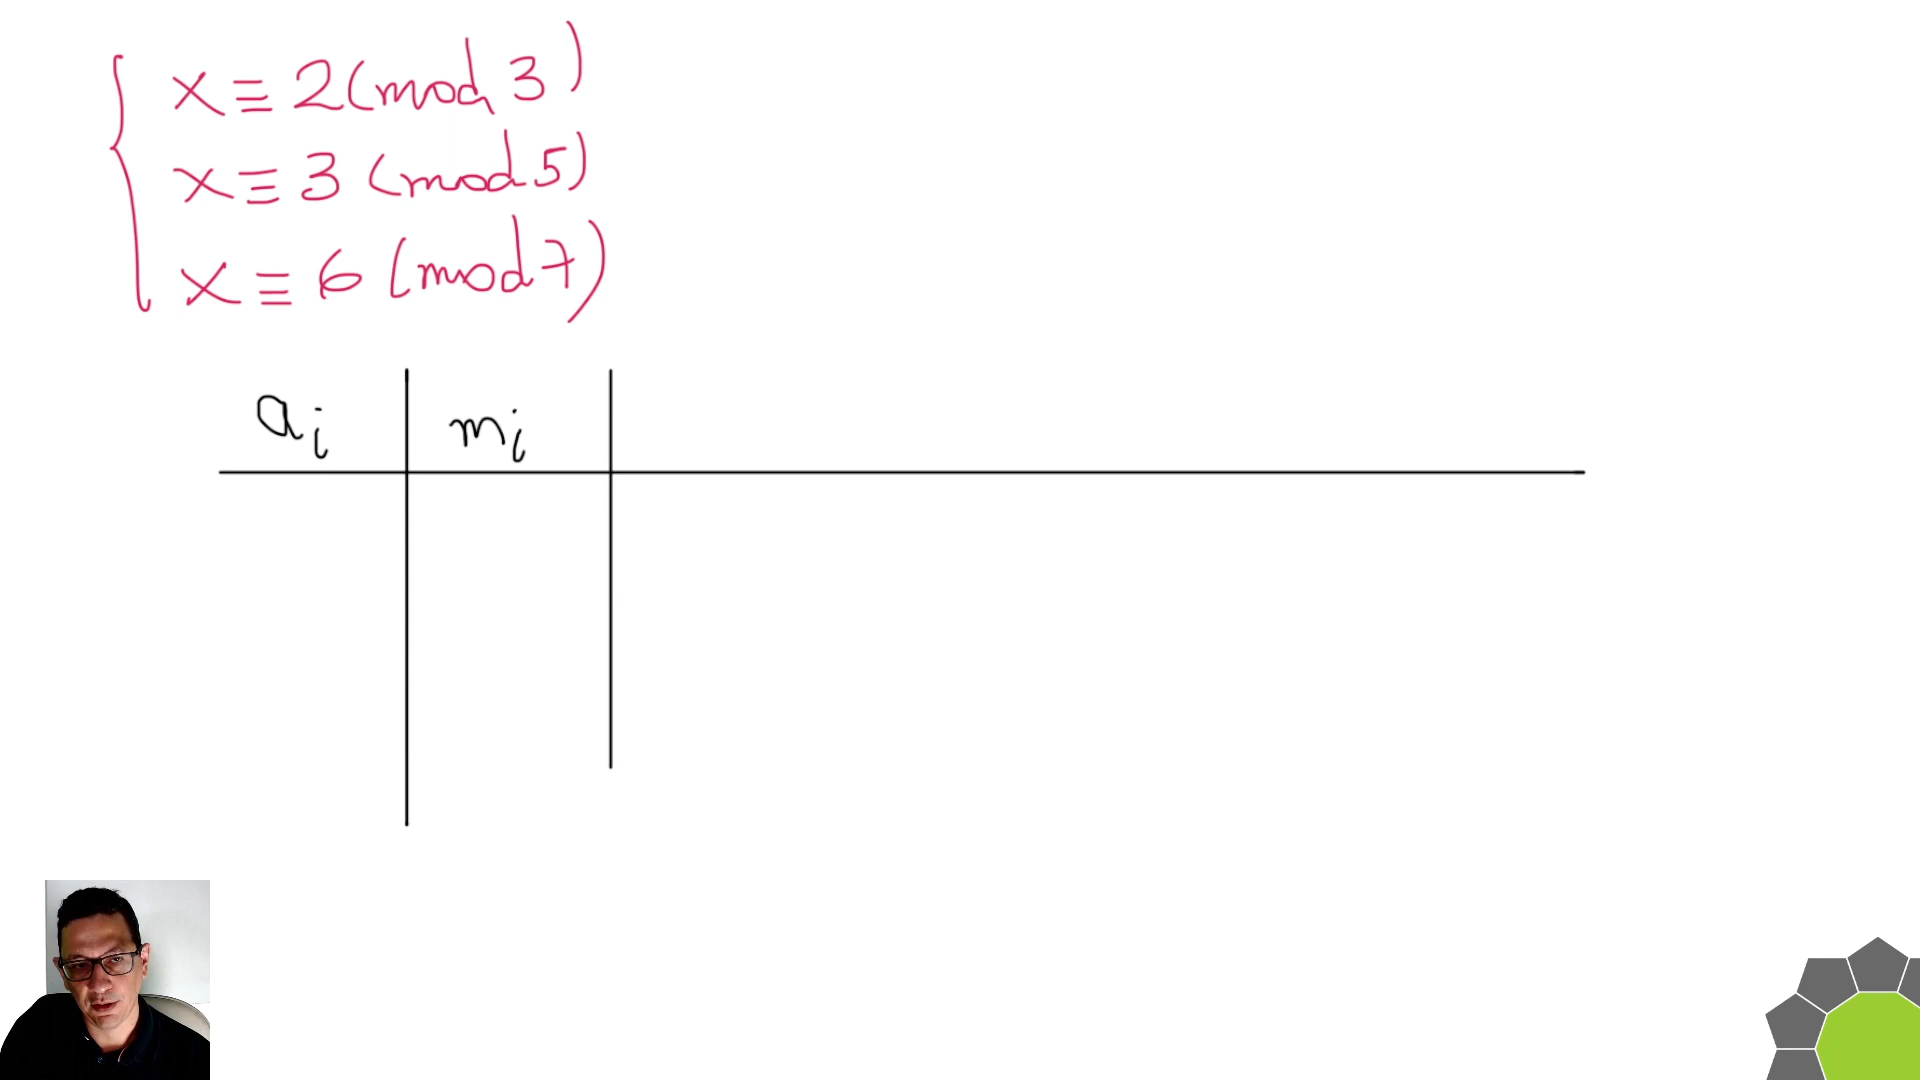 x ≡ 2 (mod 3)
x ≡ 3 (mod 5)
x ≡ 6 (mod 7)
aᵢ mᵢ